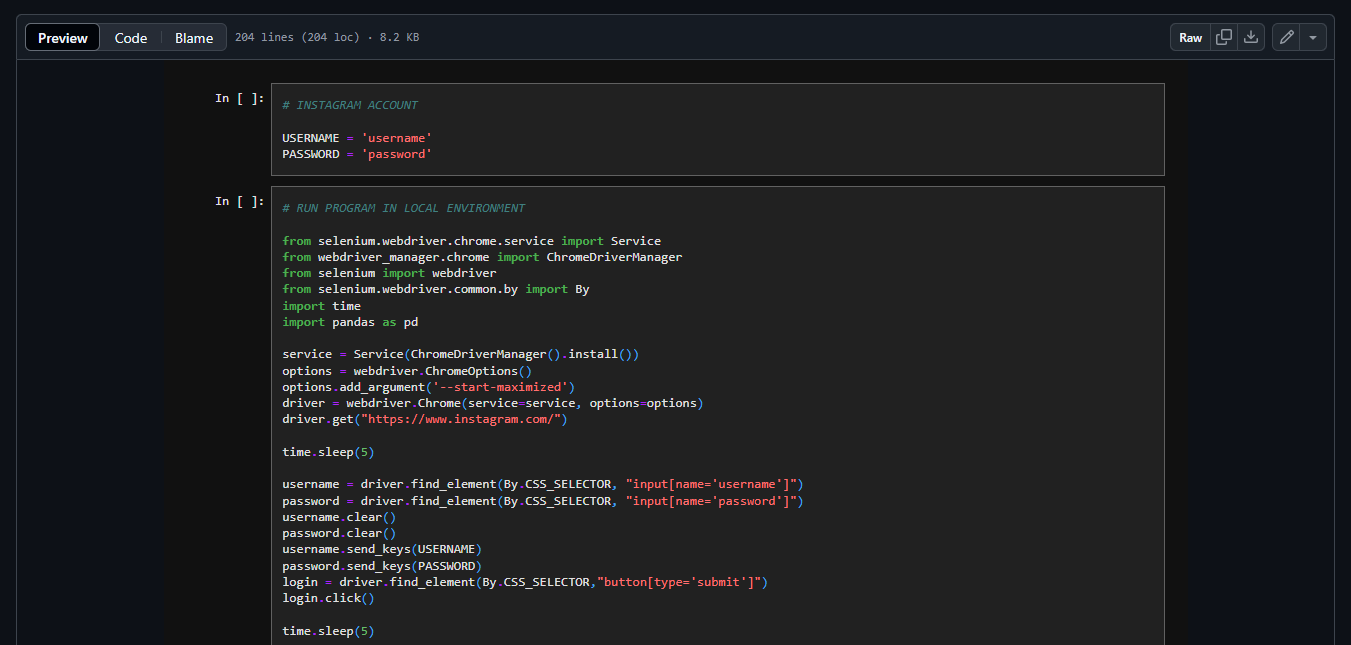 Preview Code Blame 204 lines (204 loc) · 8.2 KB Raw
In [ ]:
# INSTAGRAM ACCOUNT
USERNAME = 'username'
PASSWORD = 'password'
In [ ]:
# RUN PROGRAM IN LOCAL ENVIRONMENT
from selenium.webdriver.chrome.service import Service
from webdriver_manager.chrome import ChromeDriverManager
from selenium import webdriver
from selenium.webdriver.common.by import By
import time
import pandas as pd
service = Service(ChromeDriverManager().install())
options = webdriver.ChromeOptions()
options.add_argument('--start-maximized')
driver = webdriver.Chrome(service=service, options=options)
driver.get("https://www.instagram.com/")
time.sleep(5)
username = driver.find_element(By.CSS_SELECTOR, "input[name='username']")
password = driver.find_element(By.CSS_SELECTOR, "input[name='password']")
username.clear()
password.clear()
username.send_keys(USERNAME)
password.send_keys(PASSWORD)
login = driver.find_element(By.CSS_SELECTOR,"button[type='submit']")
login.click()
time.sleep(5)